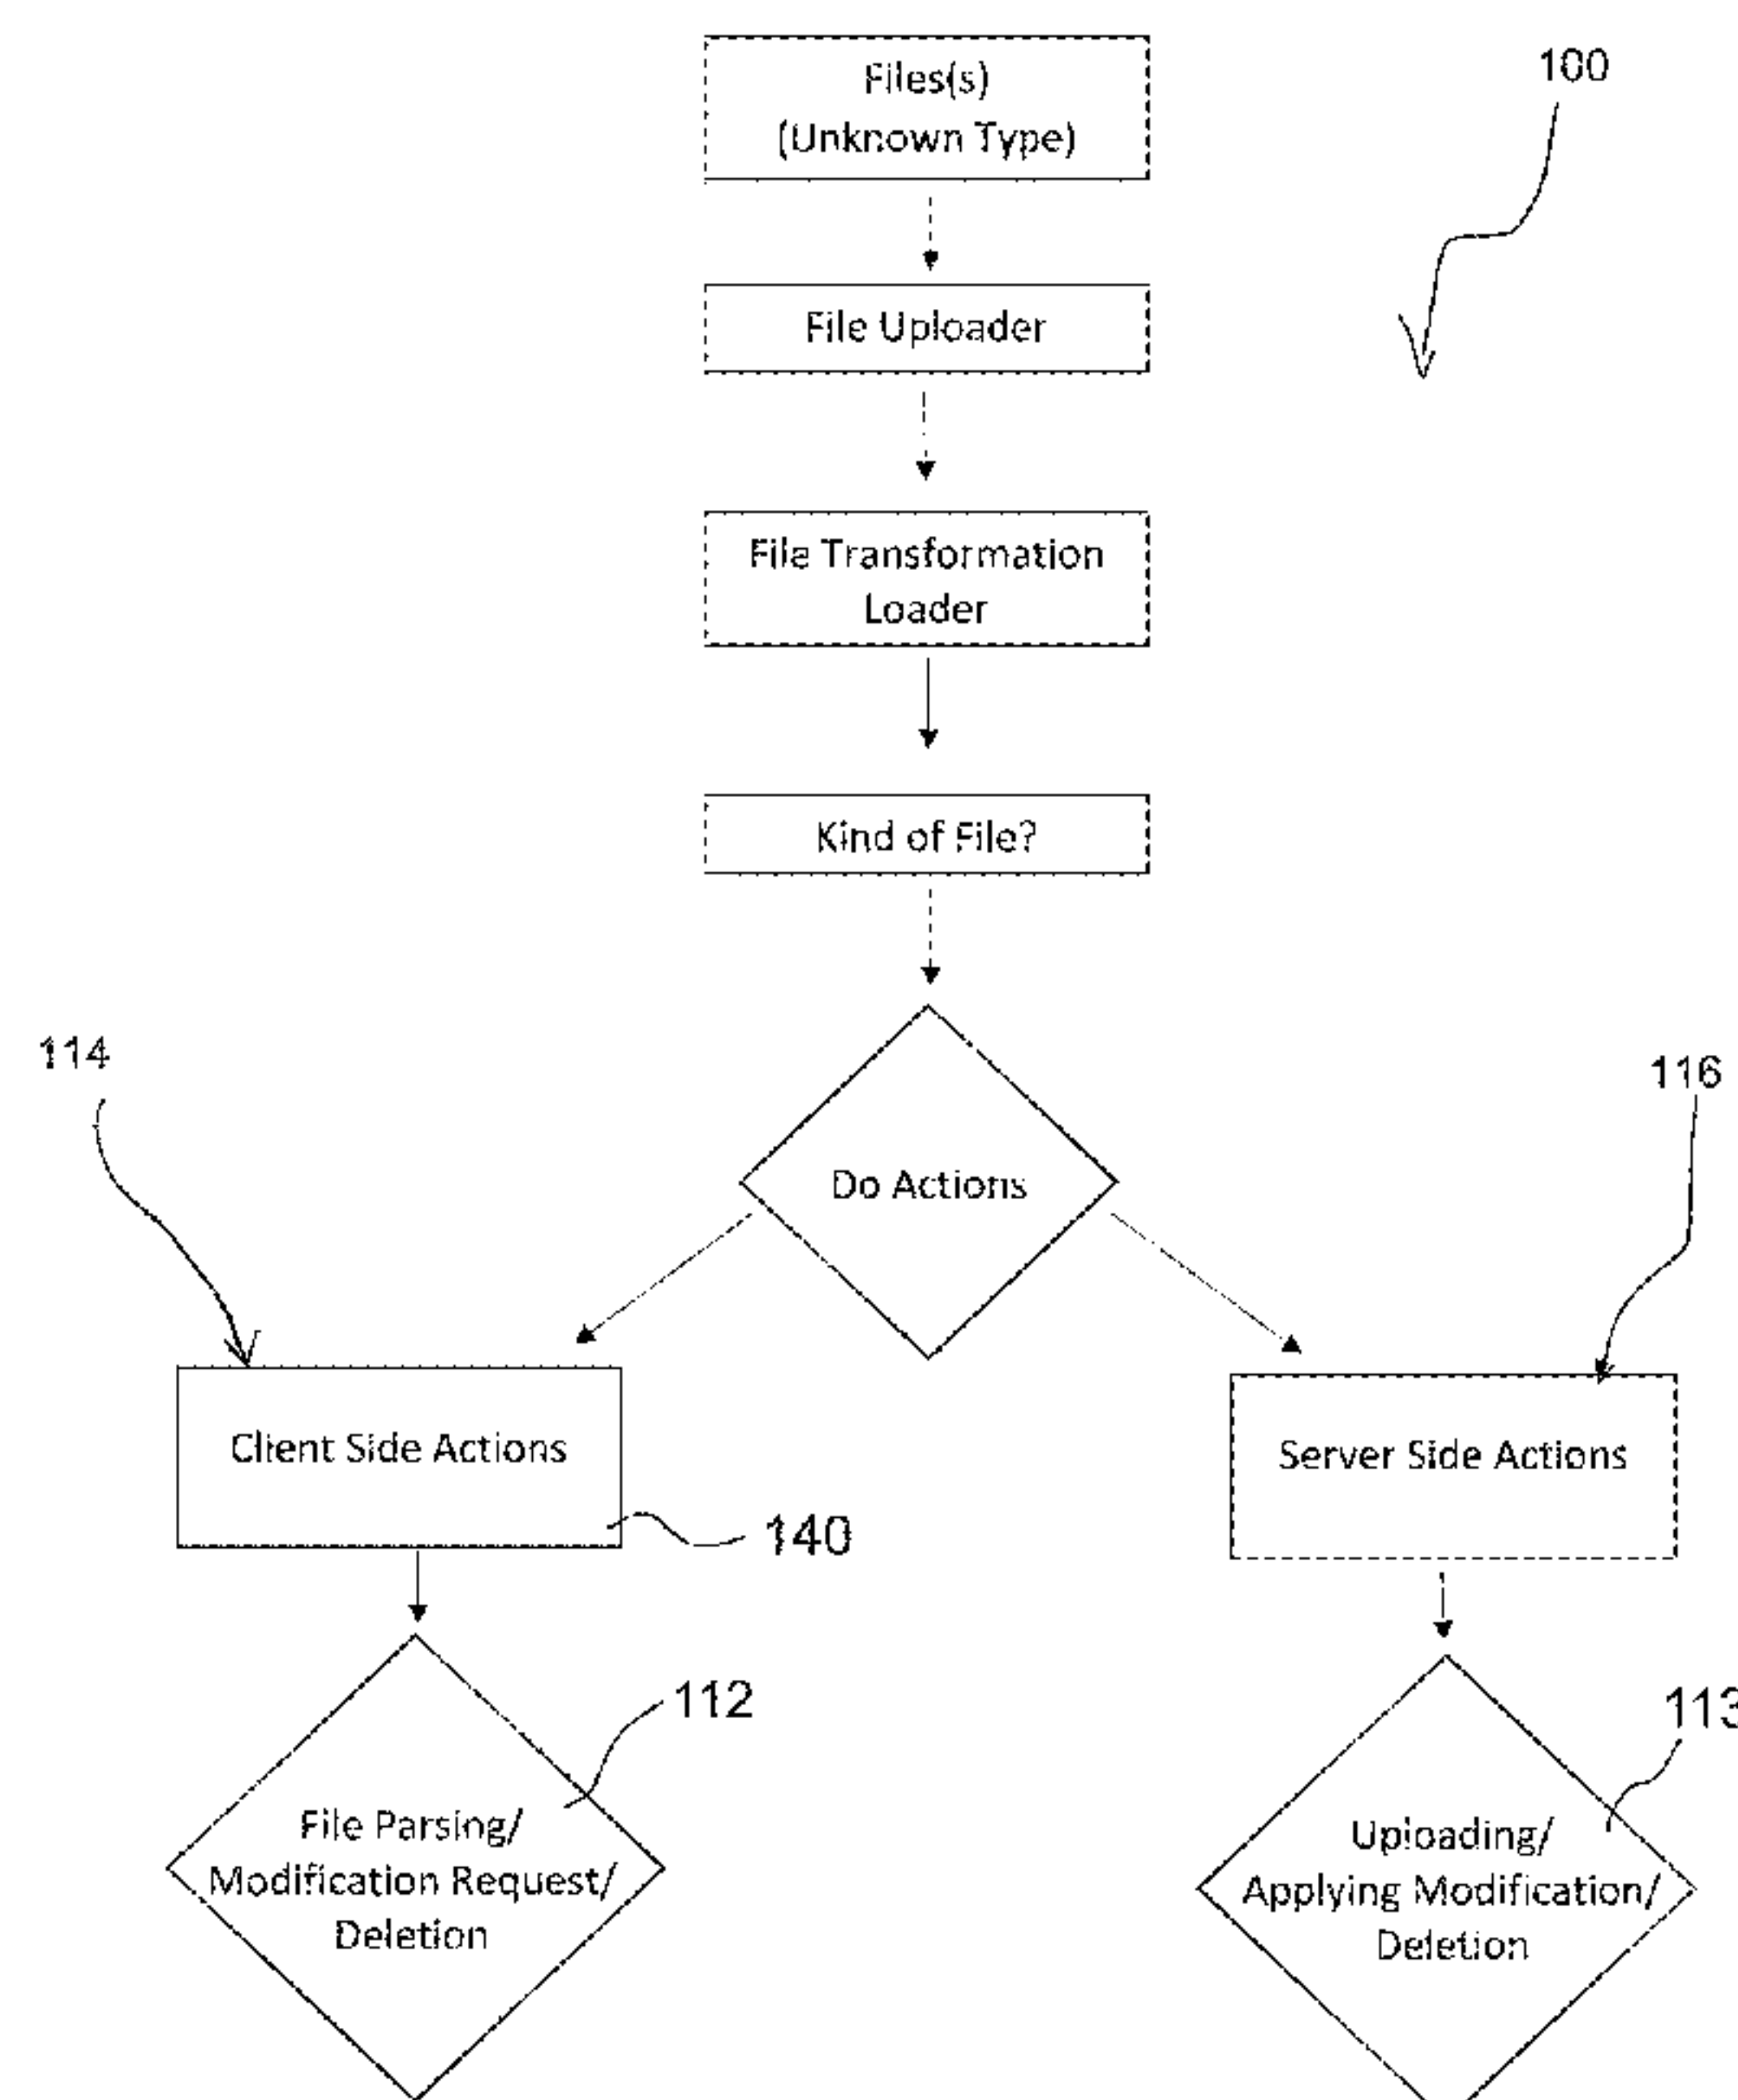 Files(s)
(Unknown Type)
100
File Uploader
File Transformation
Loader
Kind of File?
114
116
Do Actions
Client Side Actions
Server Side Actions
140
112
113
File Parsing/
Modification Request/
Deletion
Uploading/
Applying Modification/
Deletion